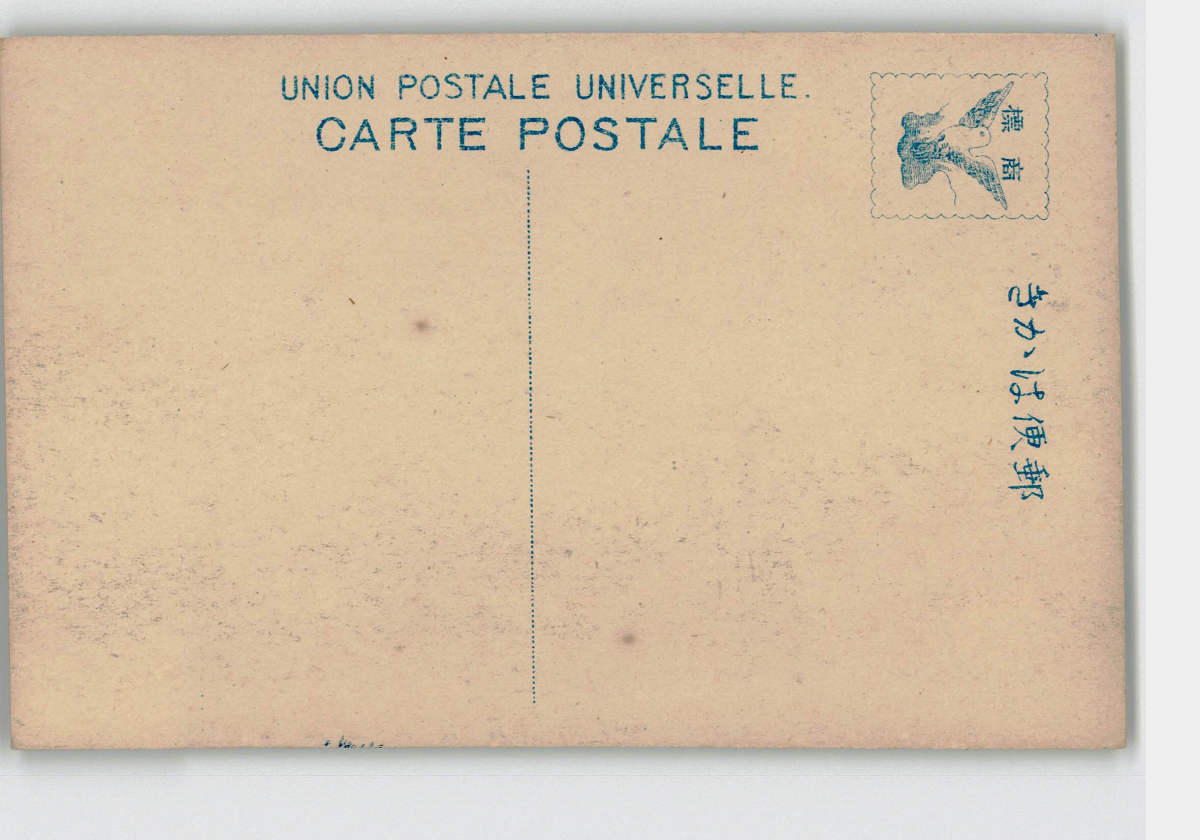 UNION POSTALE UNIVERSELLE.
CARTE POSTALE
商標
郵便はかき